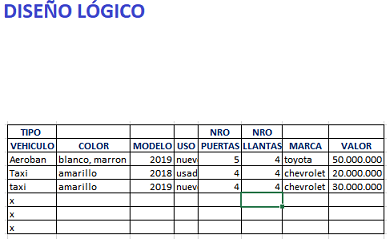 DISEÑO LÓGICO
TIPO NRO NRO
VEHICULO COLOR MODELO USO PUERTAS LLANTAS MARCA VALOR
Aeroban blanco, marron 2019 nuev 5 4 toyota 50.000.000
Taxi amarillo 2018 usad 4 4 chevrolet 20.000.000
taxi amarillo 2019 nuev 4 4 chevrolet 30.000.000
x
x
x